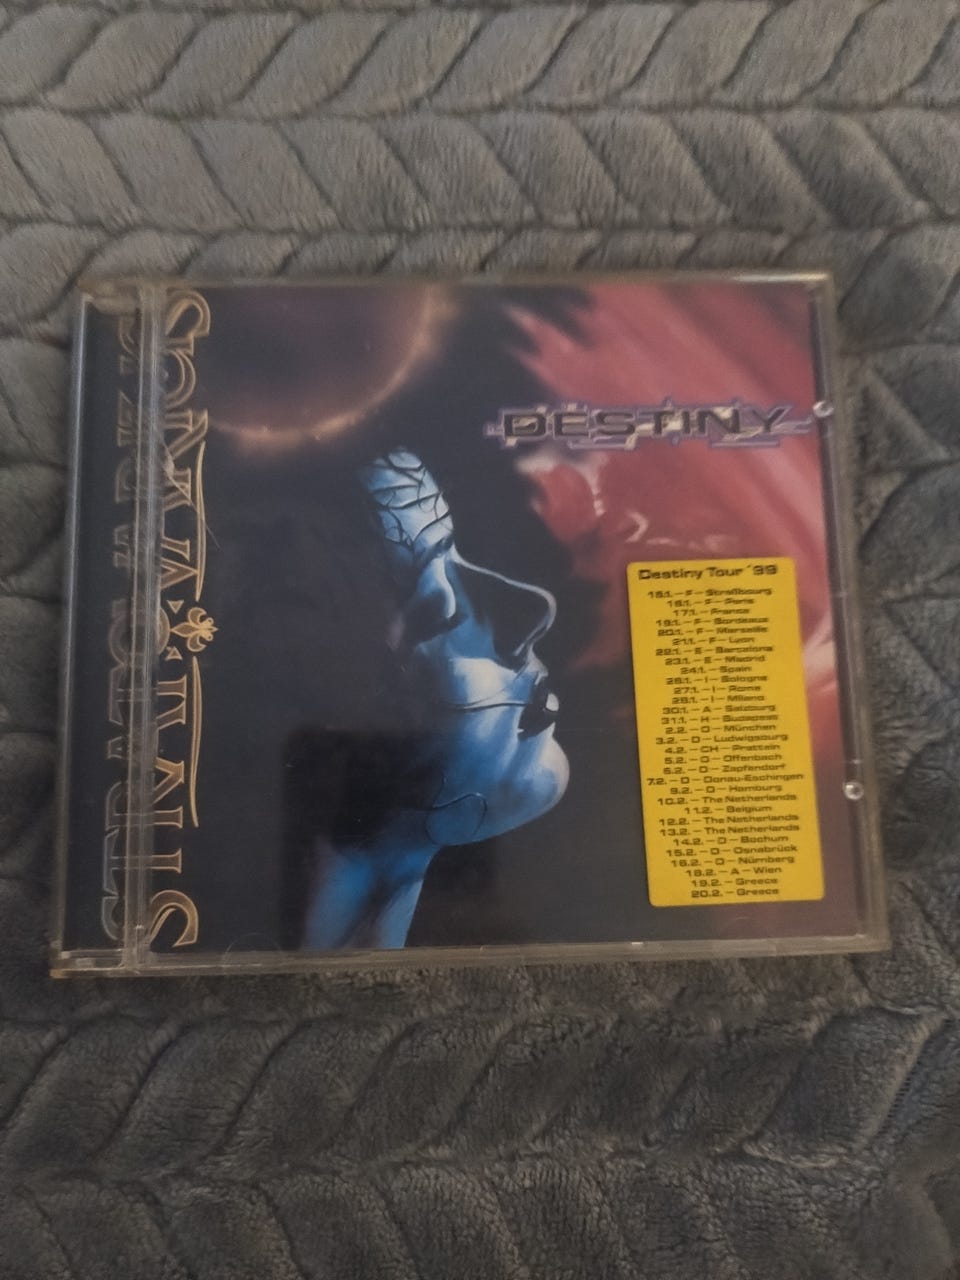 STRATOVARIUS
STRATOVARIUS
DESTINY
Destiny Tour '99
15.1. – F – Straßbourg
16.1. – F – Paris
17.1. – France
19.1. – F – Bordeaux
20.1. – F – Marseille
21.1. – F – Lyon
22.1. – E – Barcelona
23.1. – E – Madrid
24.1. – Spain
26.1. – I – Bologna
27.1. – I – Roma
28.1. – I – Milano
30.1. – A – Salzburg
31.1. – H – Budapest
2.2. – D – München
3.2. – D – Ludwigsburg
4.2. – CH – Pratteln
5.2. – D – Offenbach
6.2. – D – Zapfendorf
7.2. – D – Donau-Eschingen
9.2. – D – Hamburg
10.2. – The Netherlands
11.2. – Belgium
12.2. – The Netherlands
13.2. – The Netherlands
14.2. – D – Bochum
15.2. – D – Osnabrück
16.2. – D – Nürnberg
18.2. – A – Wien
19.2. – Greece
20.2. – Greece